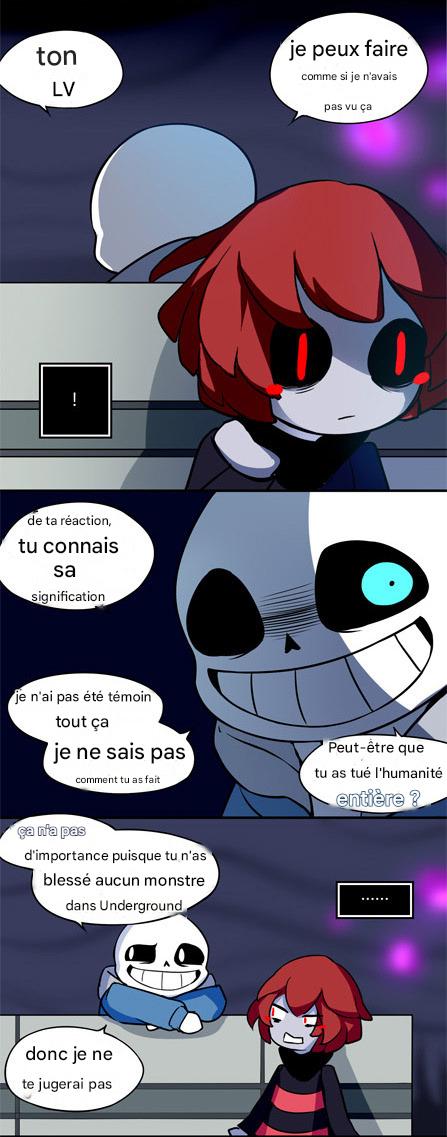 ton
LV
je peux faire
comme si je n'avais
pas vu ça
!
de ta réaction,
tu connais
sa
signification
je n'ai pas été témoin
tout ça
je ne sais pas
comment tu as fait
Peut-être que
tu as tué l'humanité
entière ?
ça n'a pas
d'importance puisque tu n'as
blessé aucun monstre
dans Underground
......
donc je ne
te jugerai pas